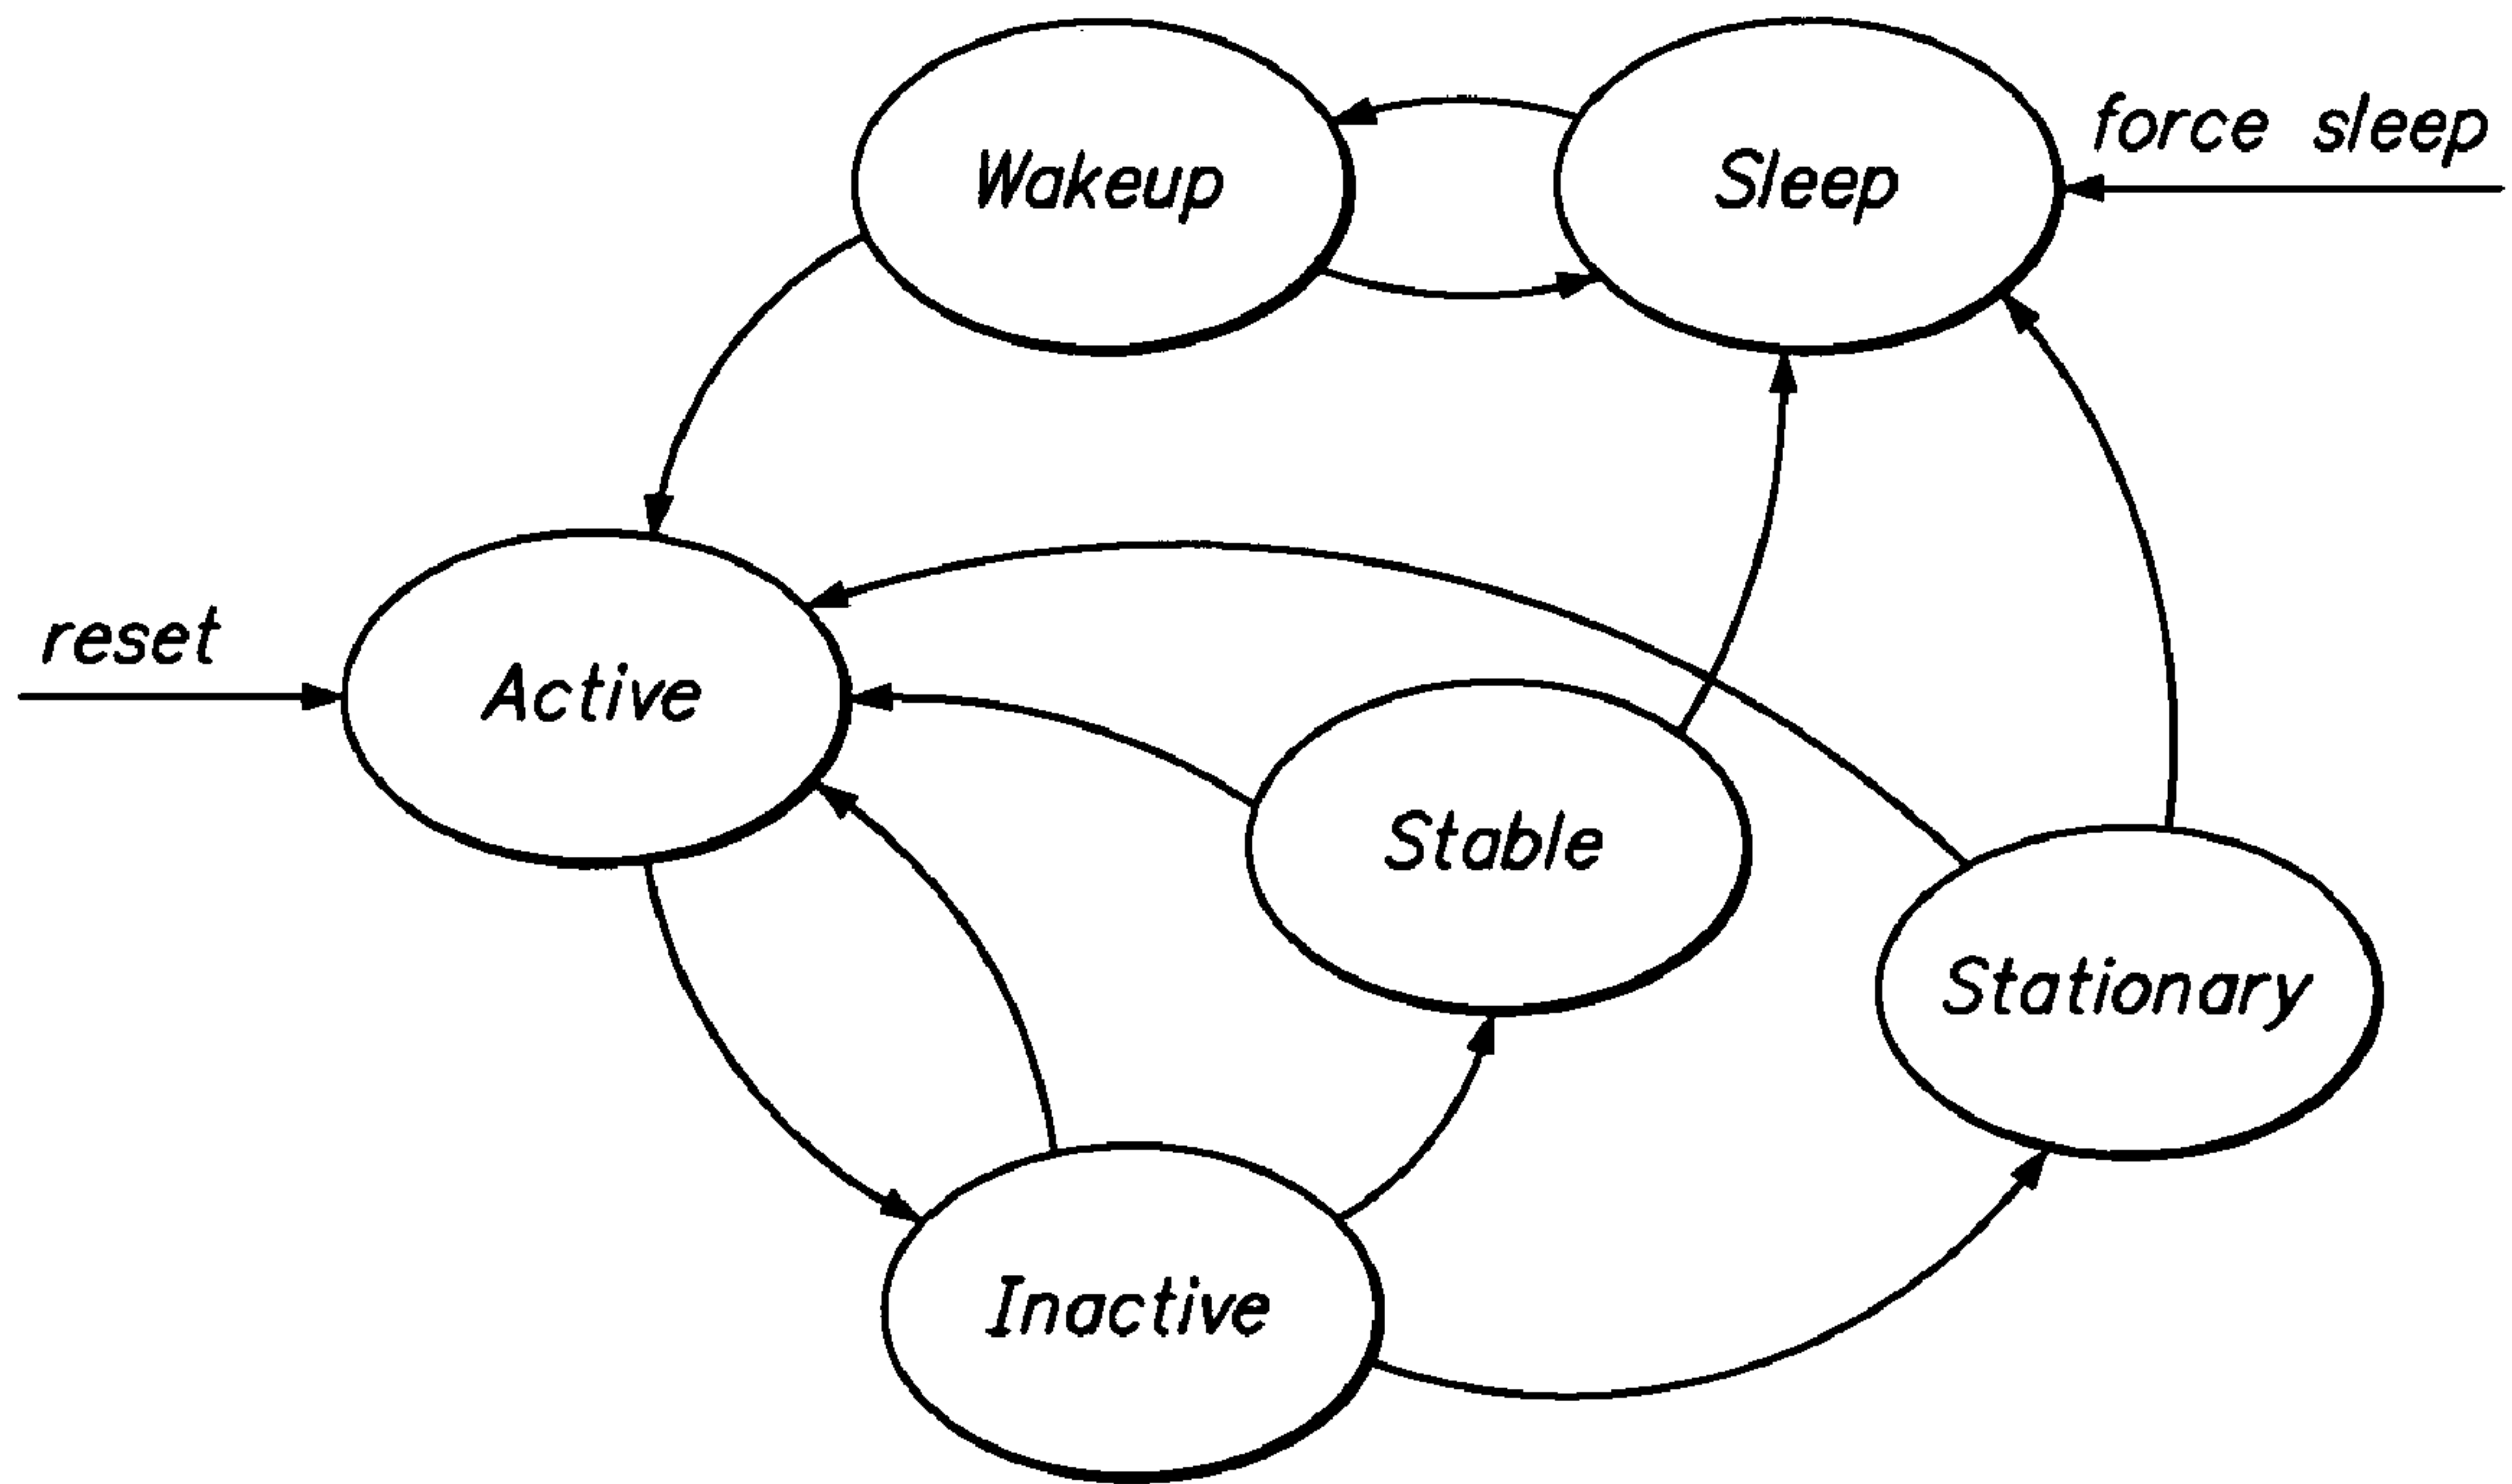 Wakeup
Sleep
force sleep
reset
Active
Stable
Stationary
Inactive